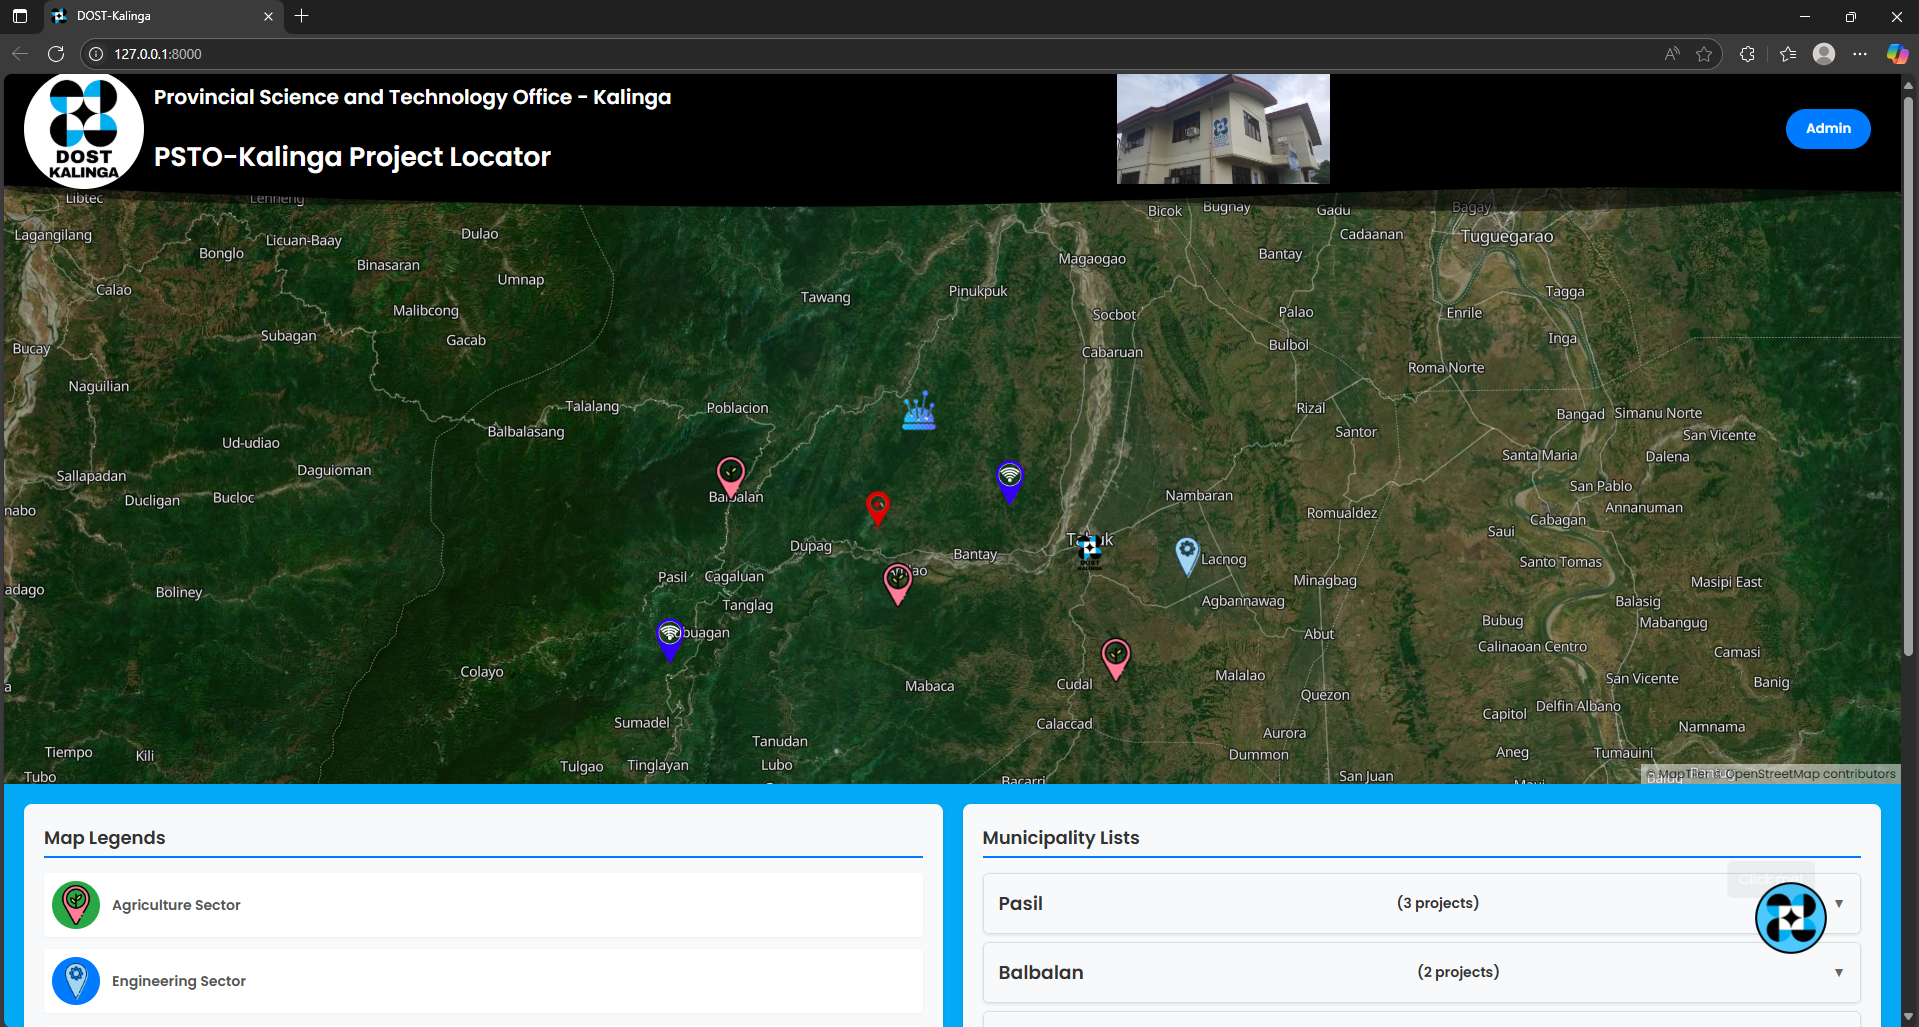 DOST-Kalinga
127.0.0.1:8000
Provincial Science and Technology Office - Kalinga
PSTO-Kalinga Project Locator
DOST
KALINGA
Admin
Libtec
Lenneng
Bicok
Bugnay
Gadu
Bagay
Lagangilang
Bonglo
Licuan-Baay
Dulao
Cadaanan
Tuguegarao
Binasaran
Umnap
Magaogao
Bantay
Calao
Malibcong
Tawang
Pinukpuk
Socbot
Palao
Enrile
Tagga
Bucay
Subagan
Gacab
Cabaruan
Bulbol
Inga
Naguilian
Roma Norte
Talalang
Poblacion
Rizal
Bangad
Simanu Norte
Ud-udiao
Balbalasang
Santor
San Vicente
Sallapadan
Daguioman
Santa Maria
Dalena
Ducligan
Bucloc
Balbalan
Nambaran
San Pablo
nabo
Romualdez
Cabagan
Annanuman
Saui
Dupag
Bantay
Lacnog
Santo Tomas
DOST
KALINGA
adago
Boliney
Pasil
Cagaluan
Minagbag
Masipi East
Tanglag
Agbannawag
Balasig
buagan
Abut
Bubug
Mabangug
Calinaoan Centro
Camasi
a
Colayo
Mabaca
Cudal
Malalao
Quezon
San Vicente
Banig
Sumadel
Calaccad
Capitol
Delfin Albano
Namnama
Tiempo
Kili
Tanudan
Aurora
Aneg
Tumauini
Tubo
Tulgao
Tinglayan
Lubo
Bacarri
Dummon
San Juan
© MapTiler © OpenStreetMap contributors
Map Legends
Agriculture Sector
Engineering Sector
Municipality Lists
Click me!
Pasil
(3 projects)
Balbalan
(2 projects)